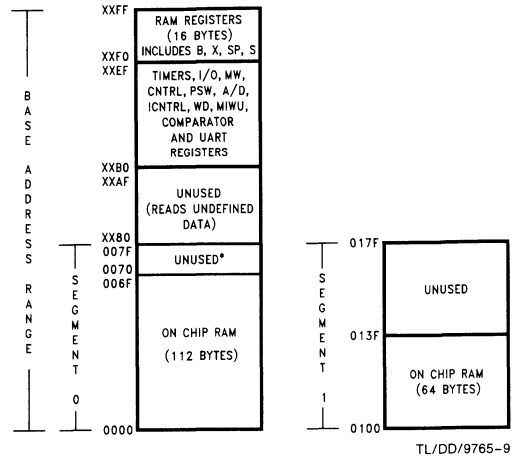 XXFF
RAM REGISTERS
(16 BYTES)
INCLUDES B, X, SP, S
XXF0
XXEF
TIMERS, I/O, MW,
CNTRL, PSW, A/D,
ICNTRL, WD, MIWU,
COMPARATOR
AND UART
REGISTERS
XXB0
XXAF
UNUSED
(READS UNDEFINED
DATA)
XX80
007F
UNUSED*
0070
006F
ON CHIP RAM
(112 BYTES)
0000
BASE ADDRESS RANGE
SEGMENT 0
017F
UNUSED
013F
ON CHIP RAM
(64 BYTES)
0100
SEGMENT 1
TL/DD/9765-9